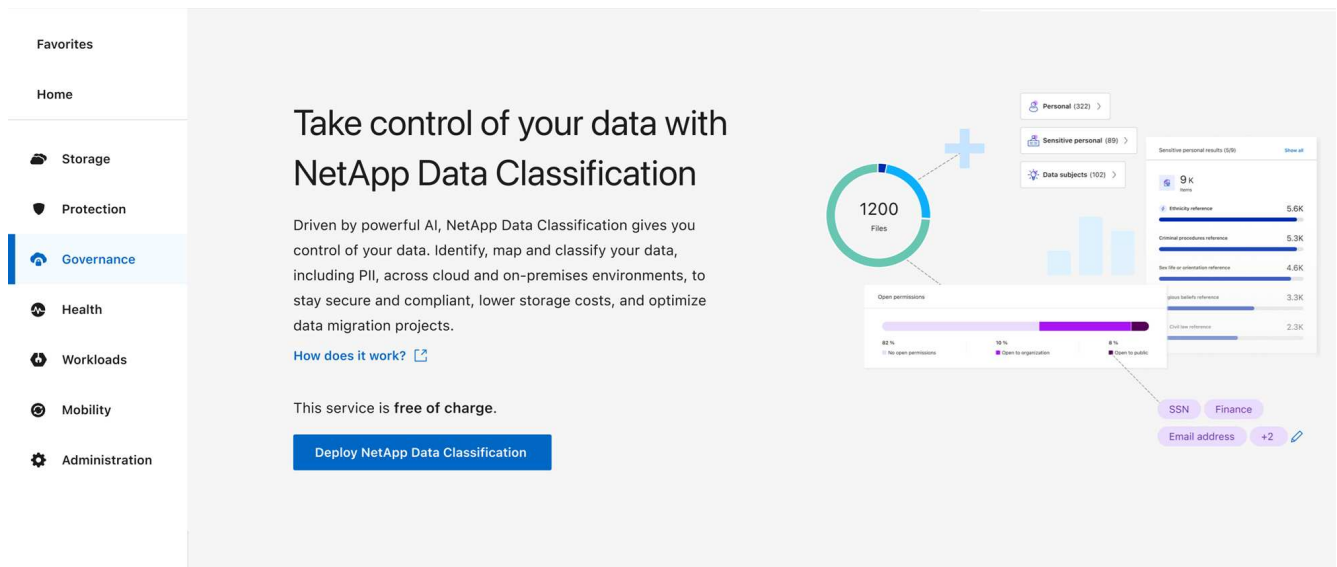 Favorites
Home
Storage
Protection
Governance
Health
Workloads
Mobility
Administration
Take control of your data with
NetApp Data Classification
Driven by powerful AI, NetApp Data Classification gives you
control of your data. Identify, map and classify your data,
including PII, across cloud and on-premises environments, to
stay secure and compliant, lower storage costs, and optimize
data migration projects.
How does it work?
This service is free of charge.
Deploy NetApp Data Classification
Personal (322)
Sensitive personal (89)
Data subjects (102)
1200
Files
Sensitive personal results (5/9) Show all
9 K
items
Ethnicity reference 5.6K
Criminal procedures reference 5.3K
Sex life or orientation reference 4.6K
beliefs reference 3.3K
Civil law reference 2.3K
Open permissions
82 % 10 % 8 %
No open permissions Open to organization Open to public
SSN Finance
Email address +2